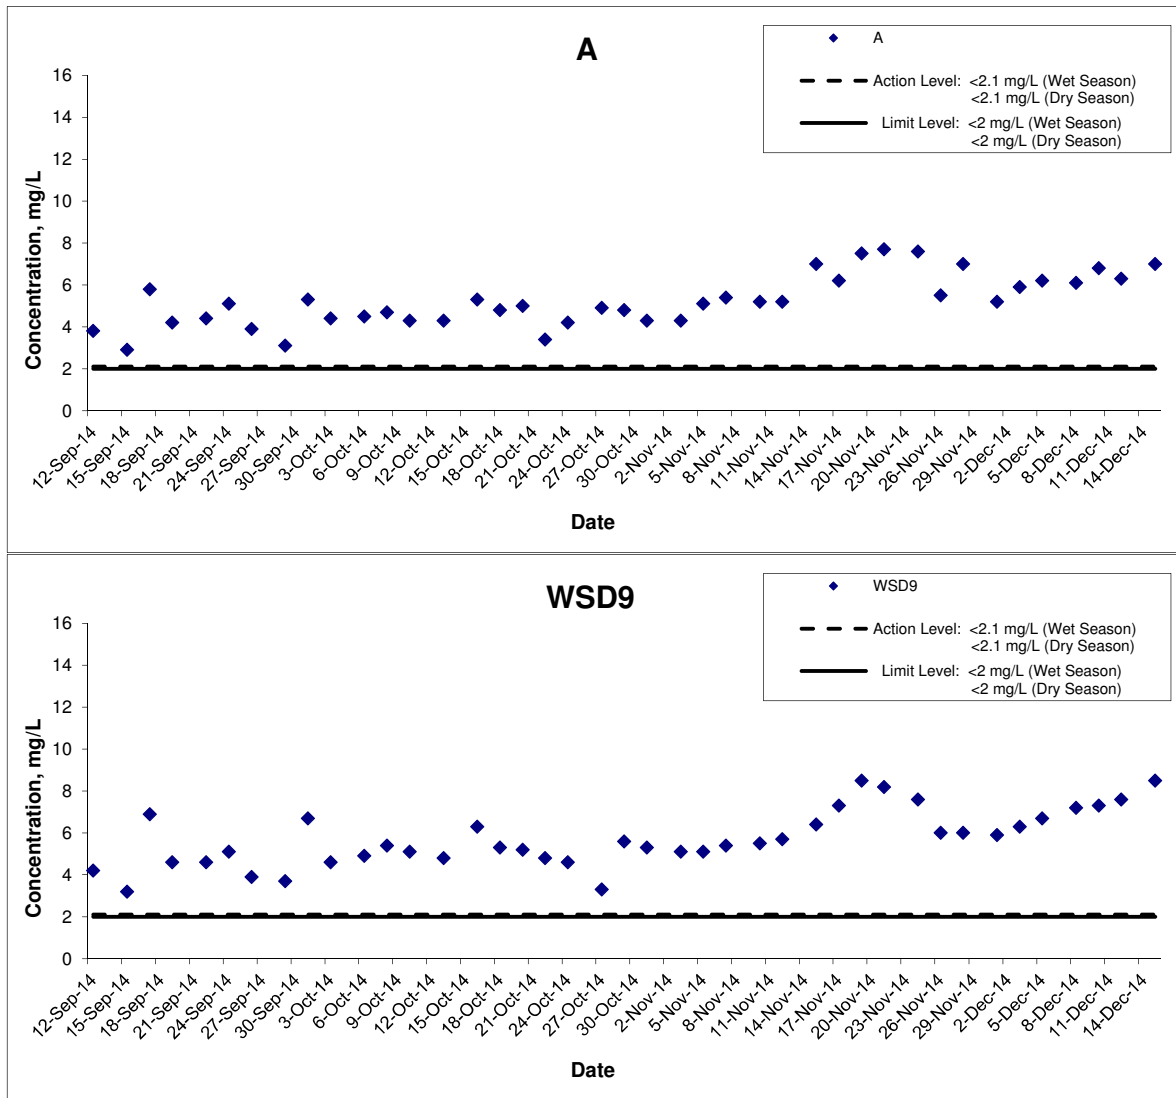 A
A
Action Level: <2.1 mg/L (Wet Season)
<2.1 mg/L (Dry Season)
Limit Level: <2 mg/L (Wet Season)
<2 mg/L (Dry Season)
Concentration, mg/L
16
14
12
10
8
6
4
2
0
12-Sep-14
15-Sep-14
18-Sep-14
21-Sep-14
24-Sep-14
27-Sep-14
30-Sep-14
3-Oct-14
6-Oct-14
9-Oct-14
12-Oct-14
15-Oct-14
18-Oct-14
21-Oct-14
24-Oct-14
27-Oct-14
30-Oct-14
2-Nov-14
5-Nov-14
8-Nov-14
11-Nov-14
14-Nov-14
17-Nov-14
20-Nov-14
23-Nov-14
26-Nov-14
29-Nov-14
2-Dec-14
5-Dec-14
8-Dec-14
11-Dec-14
14-Dec-14
Date
WSD9
WSD9
Action Level: <2.1 mg/L (Wet Season)
<2.1 mg/L (Dry Season)
Limit Level: <2 mg/L (Wet Season)
<2 mg/L (Dry Season)
Concentration, mg/L
16
14
12
10
8
6
4
2
0
12-Sep-14
15-Sep-14
18-Sep-14
21-Sep-14
24-Sep-14
27-Sep-14
30-Sep-14
3-Oct-14
6-Oct-14
9-Oct-14
12-Oct-14
15-Oct-14
18-Oct-14
21-Oct-14
24-Oct-14
27-Oct-14
30-Oct-14
2-Nov-14
5-Nov-14
8-Nov-14
11-Nov-14
14-Nov-14
17-Nov-14
20-Nov-14
23-Nov-14
26-Nov-14
29-Nov-14
2-Dec-14
5-Dec-14
8-Dec-14
11-Dec-14
14-Dec-14
Date